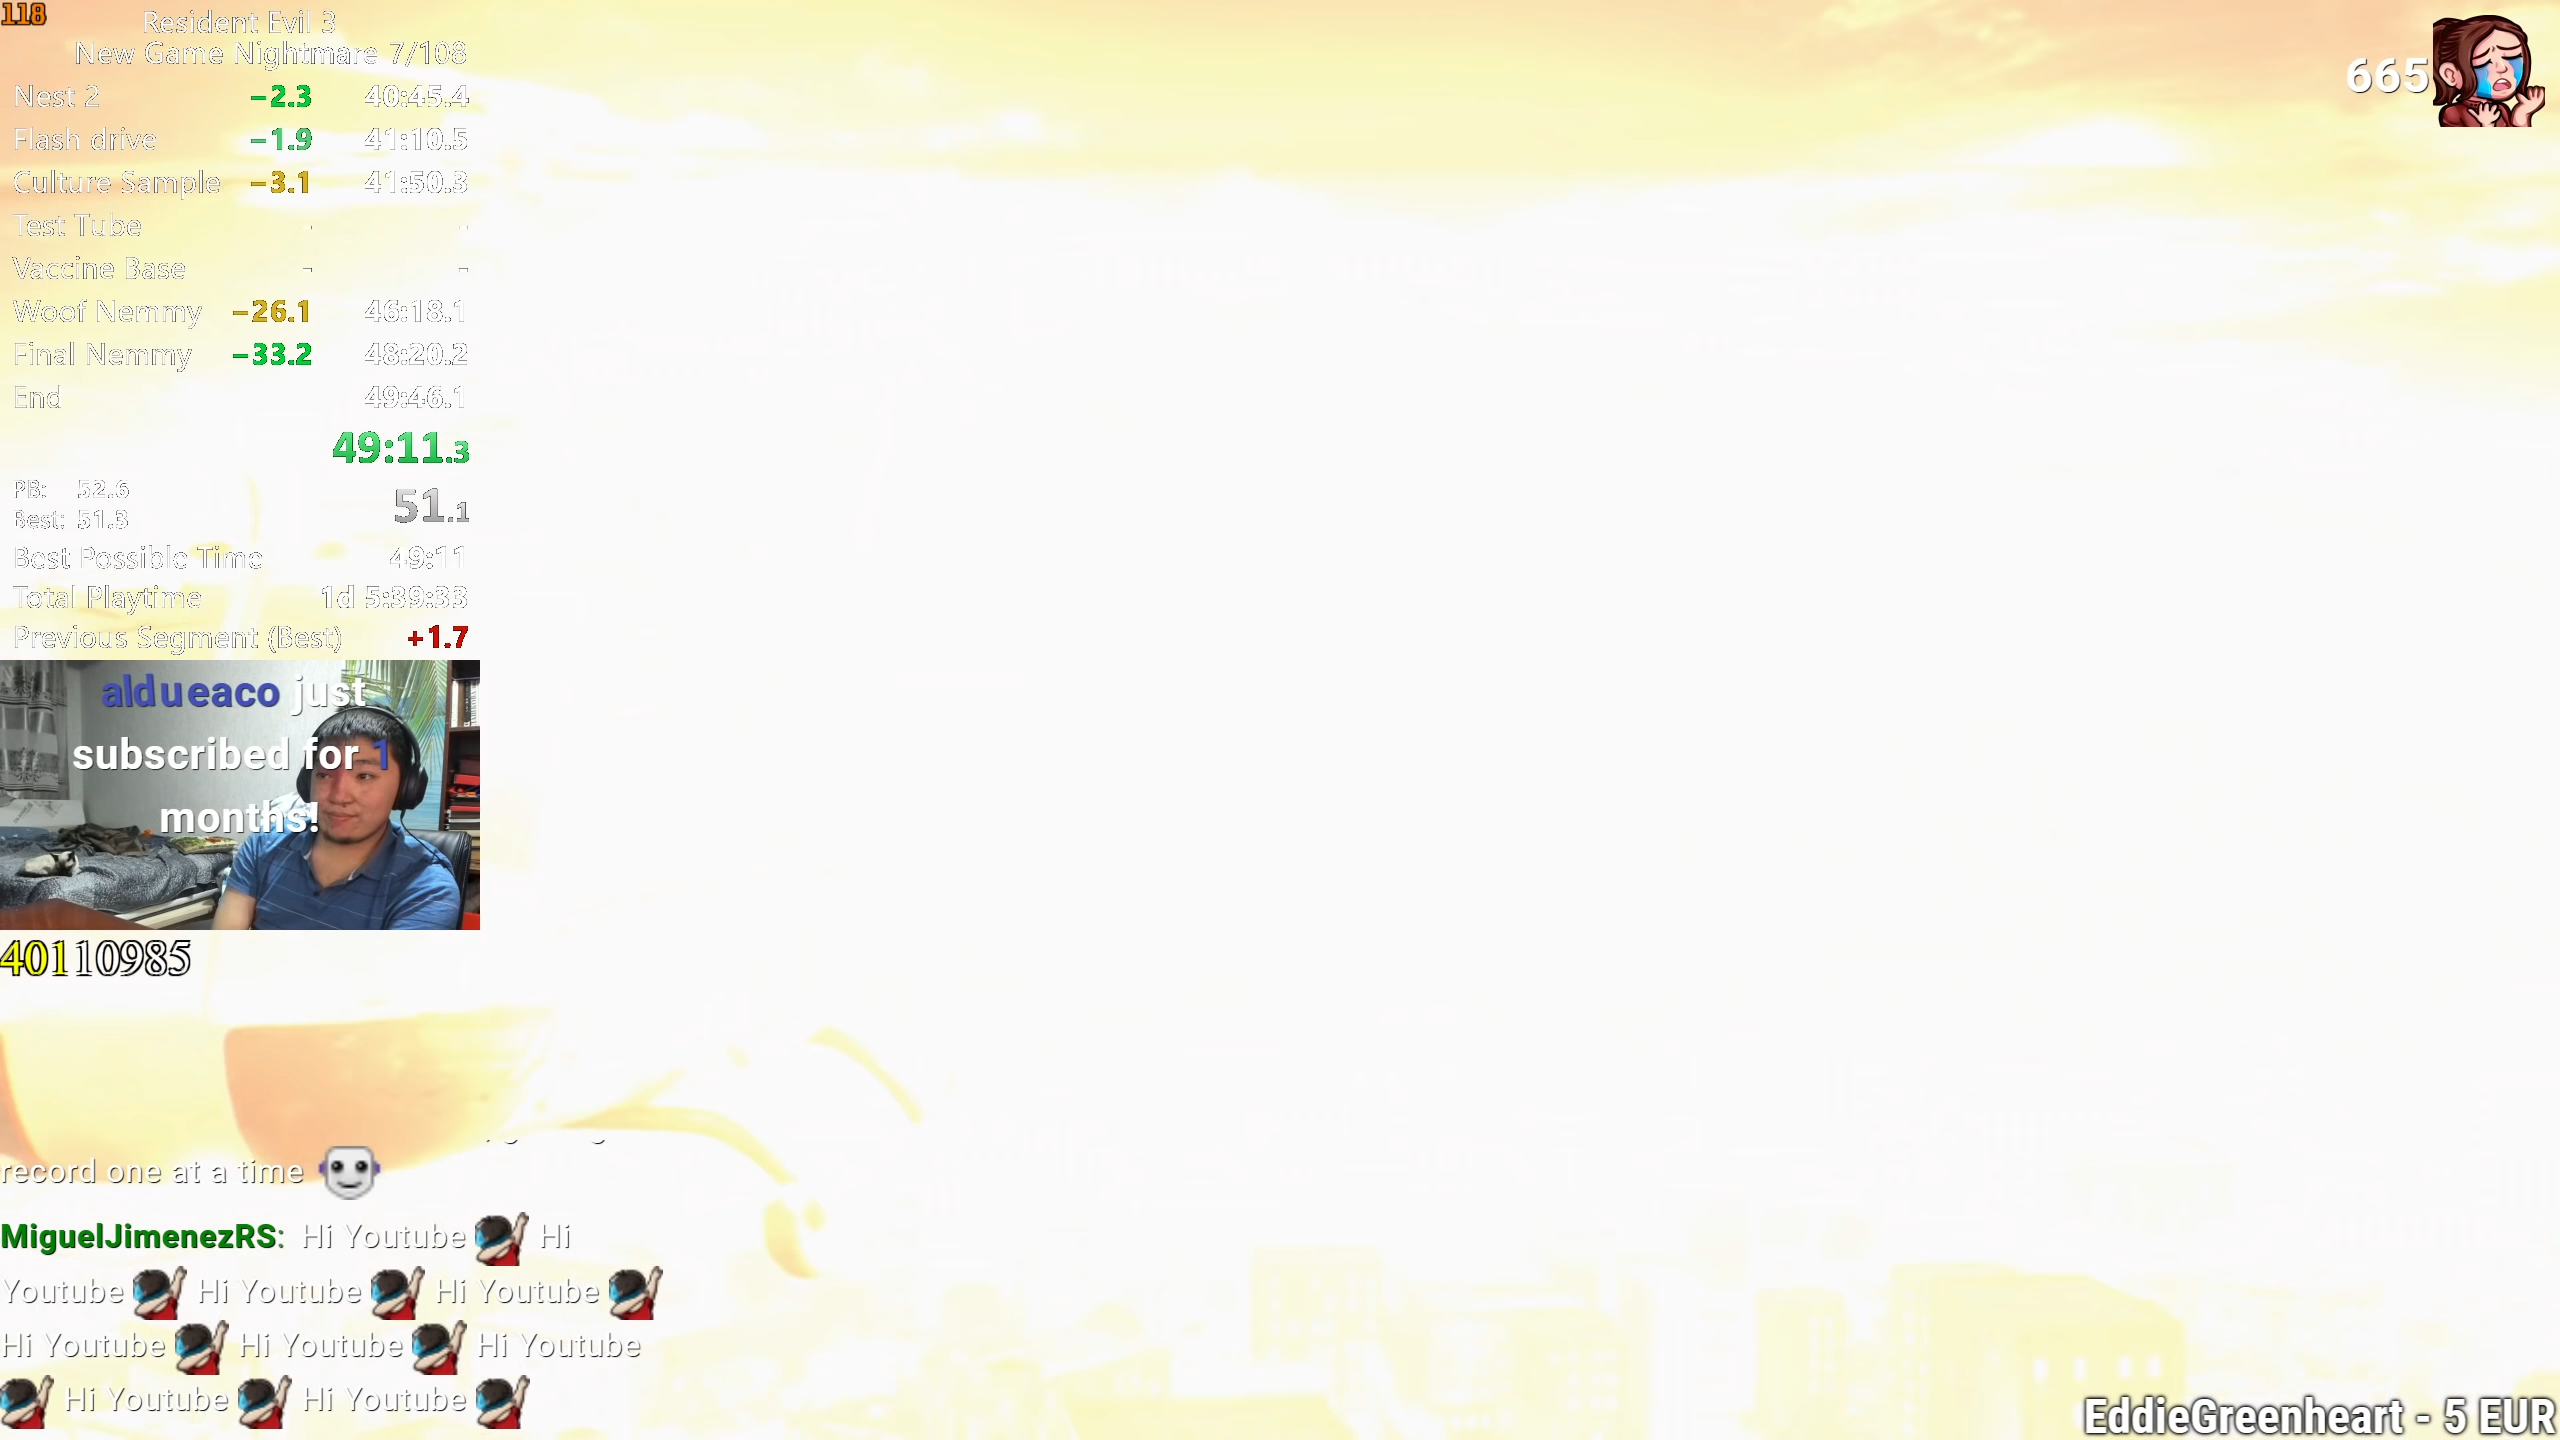 118
Resident Evil 3
New Game Nightmare 7/108
665
Nest 2 -2.3 40:45.4
Flash drive -1.9 41:10.5
Culture Sample -3.1 41:50.3
Test Tube - -
Vaccine Base - -
Woof Nemmy -26.1 46:18.1
Final Nemmy -33.2 48:20.2
End 49:46.1
49:11.3
PB: 52.6
51.1
Best: 51.3
Best Possible Time 49:11
Total Playtime 1d 5:39:33
Previous Segment (Best) +1.7
aldueaco just
subscribed for 1
months!
40110985
record one at a time
MiguelJimenezRS: Hi Youtube Hi
Youtube Hi Youtube Hi Youtube
Hi Youtube Hi Youtube Hi Youtube
Hi Youtube Hi Youtube
EddieGreenheart - 5 EUR